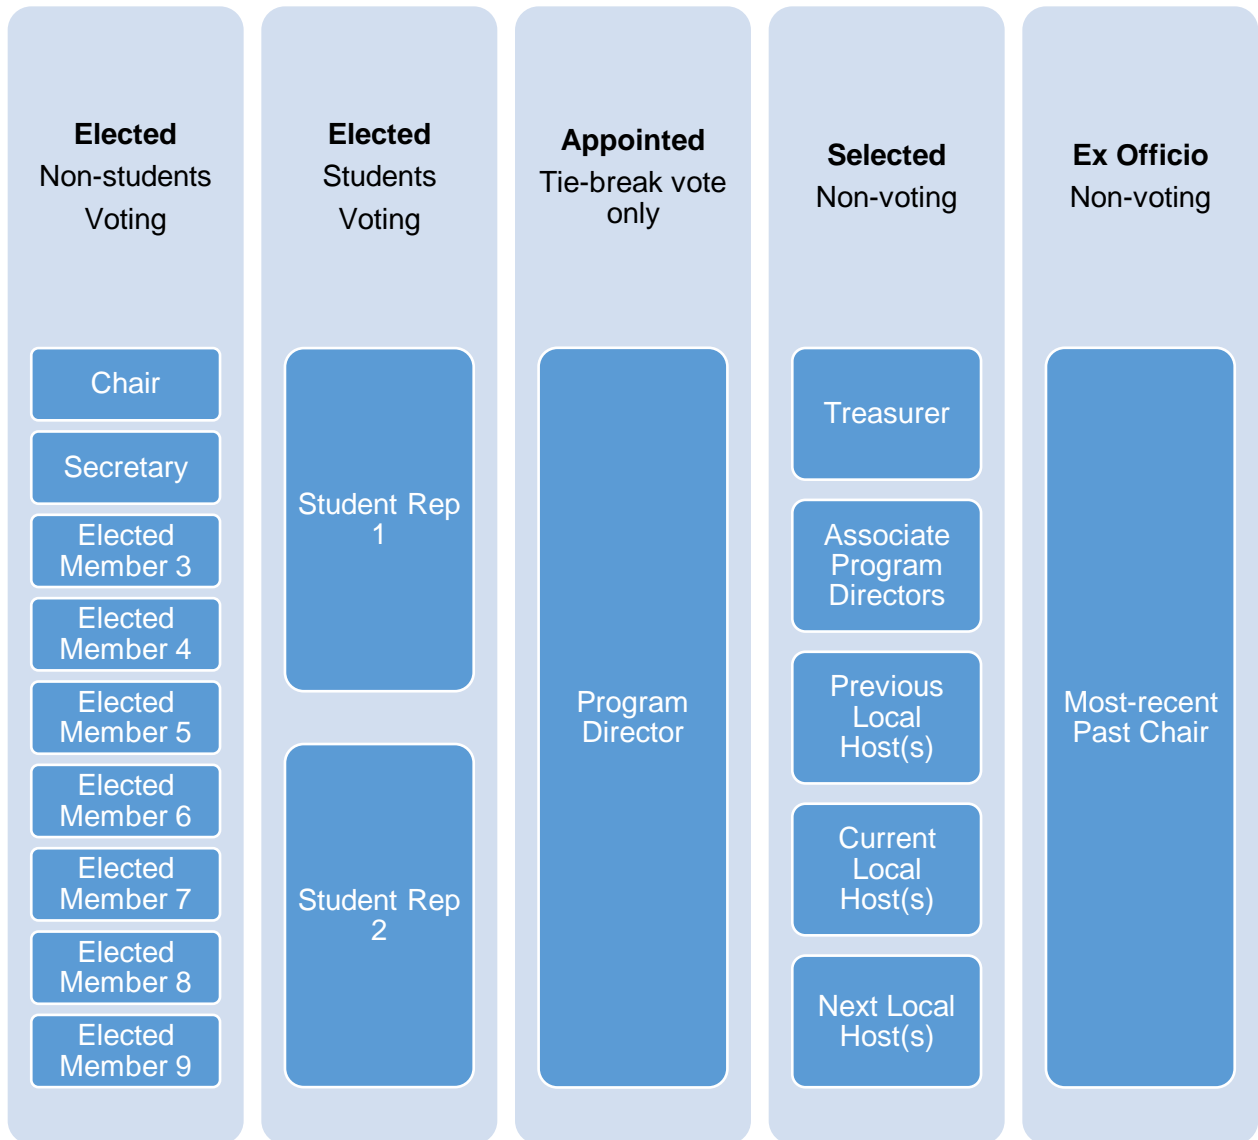 Elected
Non-students
Voting
Chair
Secretary
Elected
Member 3
Elected
Member 4
Elected
Member 5
Elected
Member 6
Elected
Member 7
Elected
Member 8
Elected
Member 9
Elected
Students
Voting
Student Rep
1
Student Rep
2
Appointed
Tie-break vote
only
Program
Director
Selected
Non-voting
Treasurer
Associate
Program
Directors
Previous
Local
Host(s)
Current
Local
Host(s)
Next Local
Host(s)
Ex Officio
Non-voting
Most-recent
Past Chair